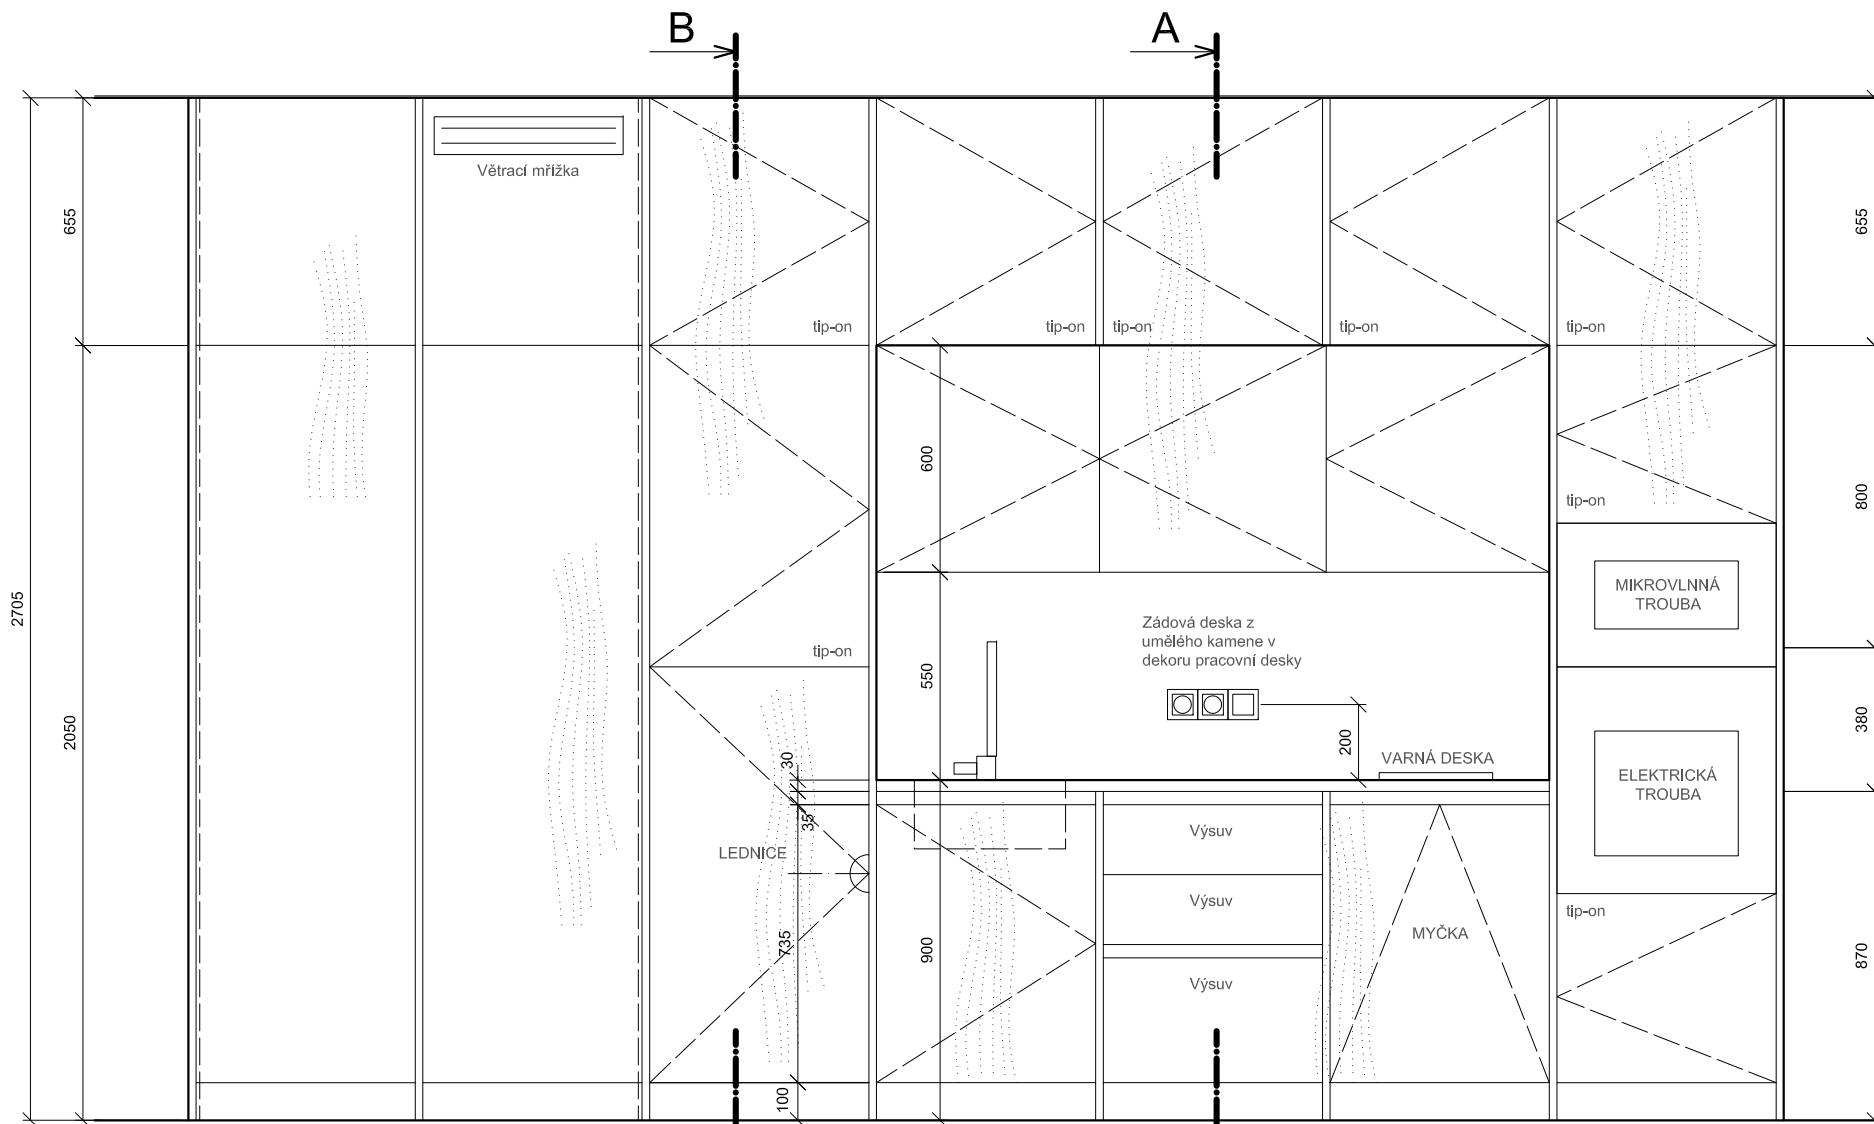 B
A
Větrací mřížka
655
655
tip-on
tip-on
tip-on
tip-on
tip-on
600
800
tip-on
2705
MIKROVLNNÁ
TROUBA
Zádová deska z
umělého kamene v
dekoru pracovní desky
tip-on
550
2050
380
200
30
VARNÁ DESKA
ELEKTRICKÁ
TROUBA
35
Výsuv
LEDNICE
Výsuv
tip-on
MYČKA
735
900
870
Výsuv
100